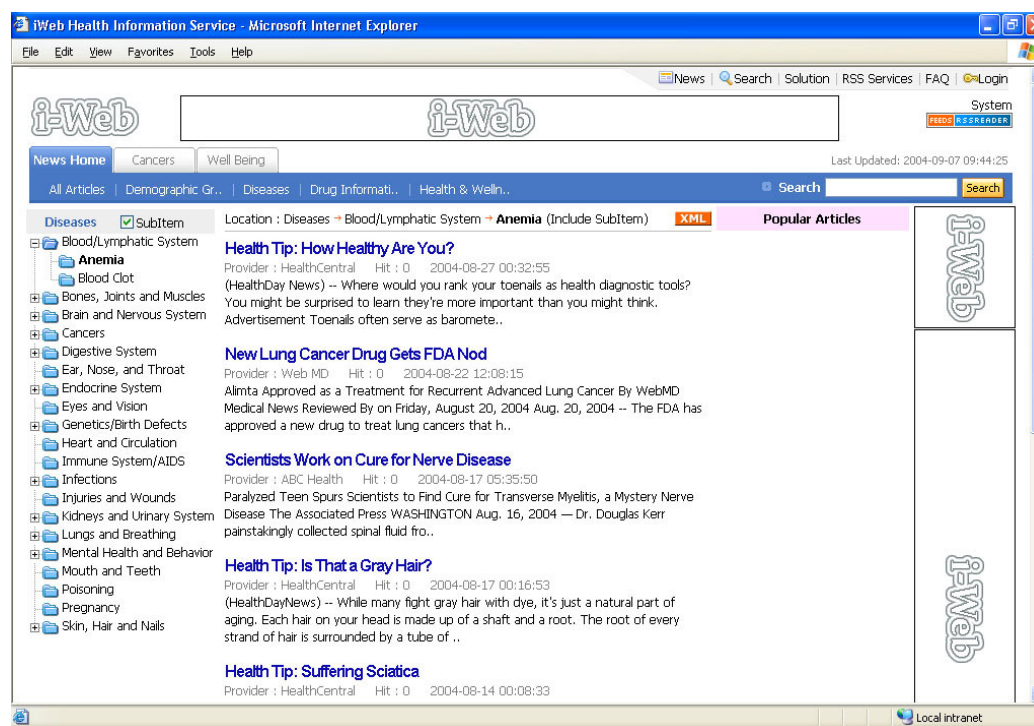 iWeb Health Information Service - Microsoft Internet Explorer
File Edit View Favorites Tools Help
News | Search | Solution | RSS Services | FAQ | Login
i-Web
i-Web
System
FEEDS RSSREADER
News Home Cancers Well Being
Last Updated: 2004-09-07 09:44:25
All Articles | Demographic Gr.. | Diseases | Drug Informati.. | Health & Welln..
Search Search
Diseases SubItem
Blood/Lymphatic System
Anemia
Blood Clot
Bones, Joints and Muscles
Brain and Nervous System
Cancers
Digestive System
Ear, Nose, and Throat
Endocrine System
Eyes and Vision
Genetics/Birth Defects
Heart and Circulation
Immune System/AIDS
Infections
Injuries and Wounds
Kidneys and Urinary System
Lungs and Breathing
Mental Health and Behavior
Mouth and Teeth
Poisoning
Pregnancy
Skin, Hair and Nails
Location : Diseases → Blood/Lymphatic System → Anemia (Include SubItem) XML
Health Tip: How Healthy Are You?
Provider : HealthCentral Hit : 0 2004-08-27 00:32:55
(HealthDay News) -- Where would you rank your toenails as health diagnostic tools?
You might be surprised to learn they're more important than you might think.
Advertisement Toenails often serve as baromete..
New Lung Cancer Drug Gets FDA Nod
Provider : Web MD Hit : 0 2004-08-22 12:08:15
Alimta Approved as a Treatment for Recurrent Advanced Lung Cancer By WebMD
Medical News Reviewed By on Friday, August 20, 2004 Aug. 20, 2004 -- The FDA has
approved a new drug to treat lung cancers that h..
Scientists Work on Cure for Nerve Disease
Provider : ABC Health Hit : 0 2004-08-17 05:35:50
Paralyzed Teen Spurs Scientists to Find Cure for Transverse Myelitis, a Mystery Nerve
Disease The Associated Press WASHINGTON Aug. 16, 2004 — Dr. Douglas Kerr
painstakingly collected spinal fluid fro..
Health Tip: Is That a Gray Hair?
Provider : HealthCentral Hit : 0 2004-08-17 00:16:53
(HealthDayNews) -- While many fight gray hair with dye, it's just a natural part of
aging. Each hair on your head is made up of a shaft and a root. The root of every
strand of hair is surrounded by a tube of ..
Health Tip: Suffering Sciatica
Provider : HealthCentral Hit : 0 2004-08-14 00:08:33
Popular Articles
i-Web
i-Web
Local intranet